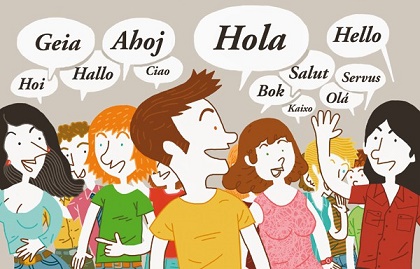 Geia
Ahoj
Hola
Hello
Hoi
Hallo
Ciao
Salut
Bok
Servus
Kaixo
Olá